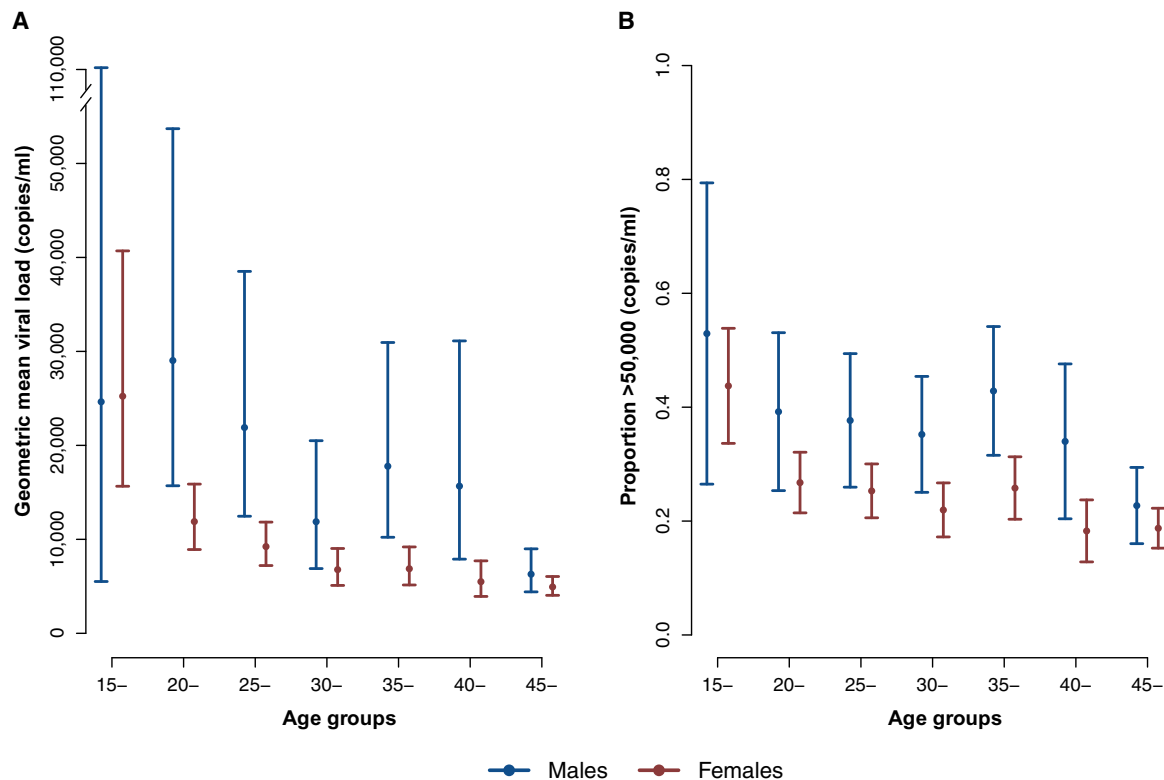 A
Geometric mean viral load (copies/ml)
110,000
50,000
40,000
30,000
20,000
10,000
0
15– 20– 25– 30– 35– 40– 45–
Age groups
B
Proportion >50,000 (copies/ml)
1.0
0.8
0.6
0.4
0.2
0.0
15– 20– 25– 30– 35– 40– 45–
Age groups
Males Females